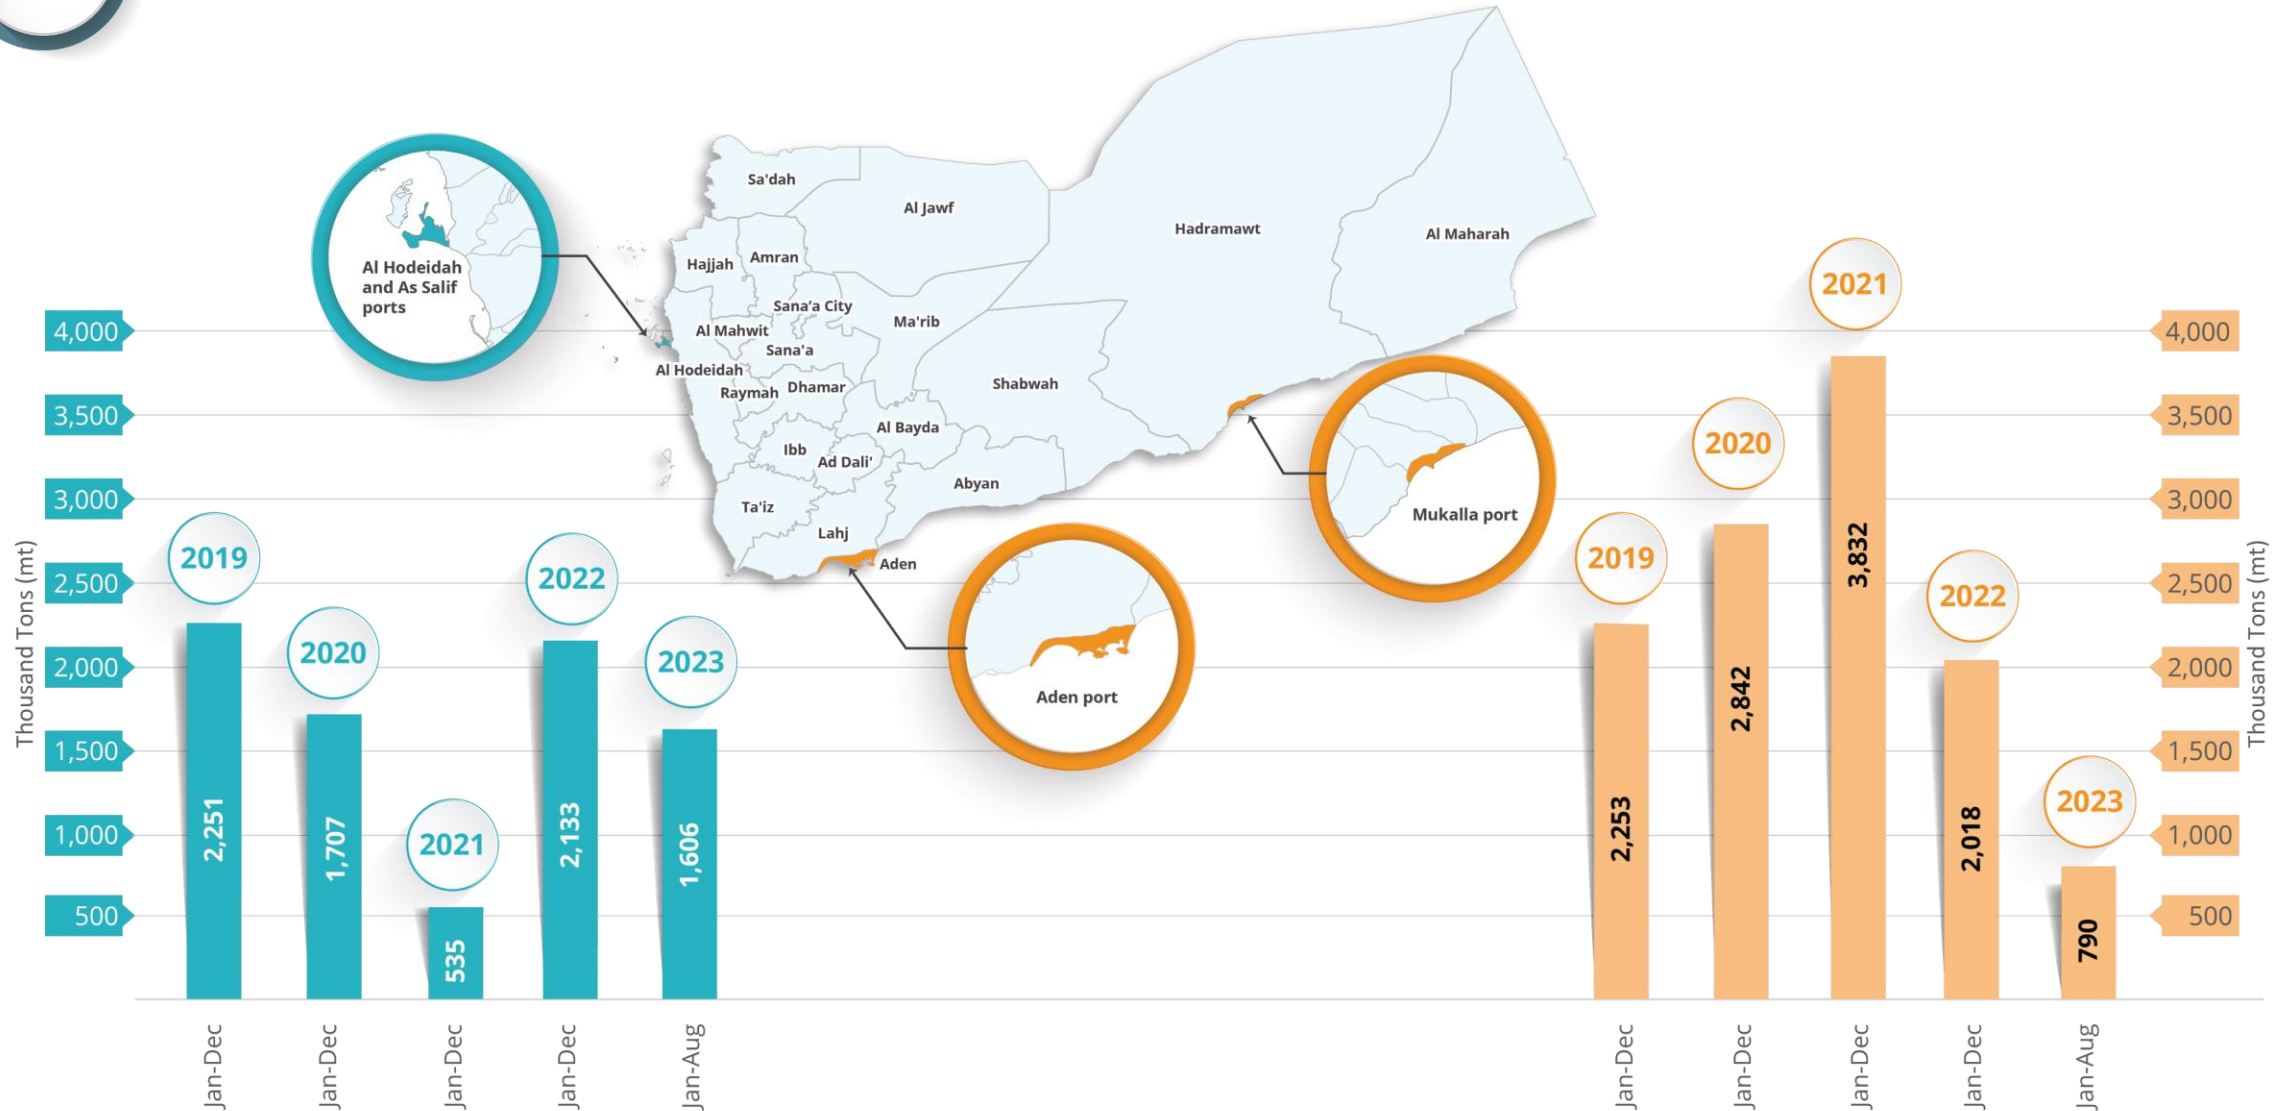 Sa'dah
Al Jawf
Hadramawt
Al Maharah
Hajjah
Amran
Sana'a City
Ma'rib
Al Mahwit
Sana'a
Al Hodeidah
Raymah
Dhamar
Shabwah
Al Bayda
Ibb
Ad Dali'
Abyan
Ta'iz
Lahj
Aden
Al Hodeidah
and As Salif
ports
Aden port
Mukalla port
Thousand Tons (mt)
4,000
3,500
3,000
2,500
2,000
1,500
1,000
500
2019
2020
2021
2022
2023
2,251
1,707
535
2,133
1,606
Jan-Dec
Jan-Dec
Jan-Dec
Jan-Dec
Jan-Aug
2019
2020
2021
2022
2023
2,253
2,842
3,832
2,018
790
Jan-Dec
Jan-Dec
Jan-Dec
Jan-Dec
Jan-Aug
4,000
3,500
3,000
2,500
2,000
1,500
1,000
500
Thousand Tons (mt)